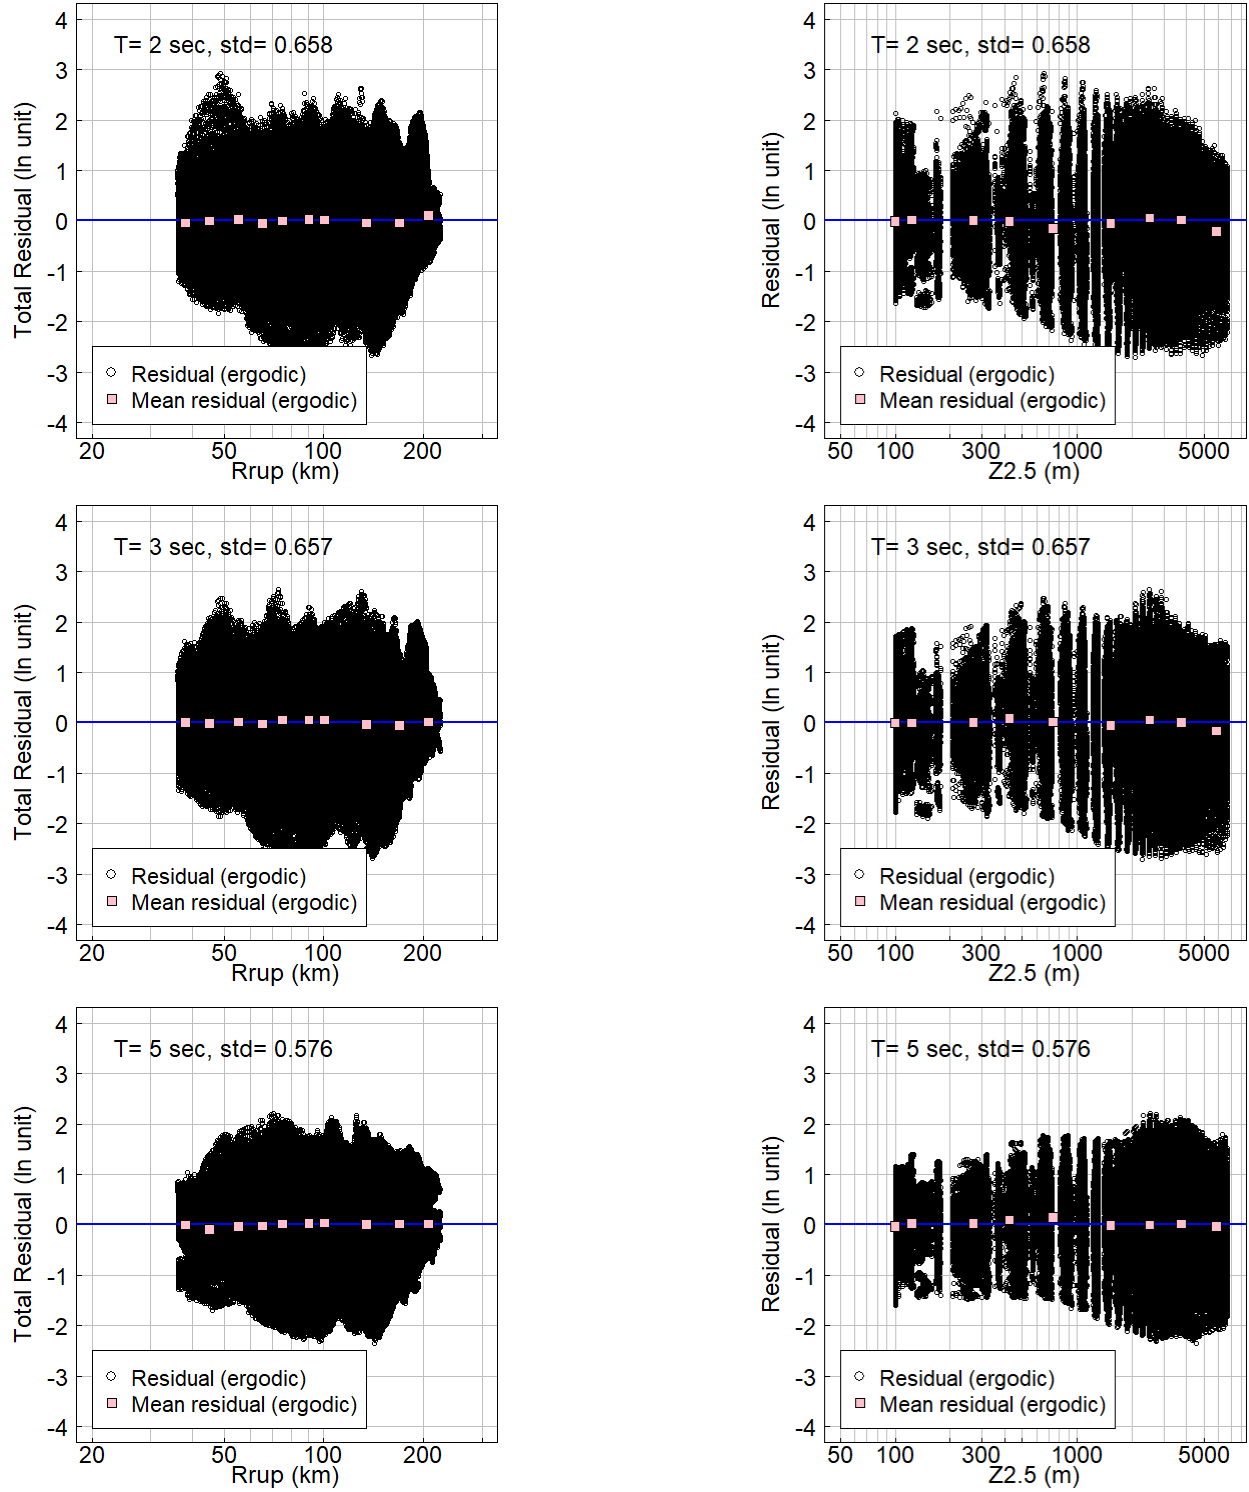 T= 2 sec, std= 0.658
Total Residual (ln unit)
4
3
2
1
0
-1
-2
-3
-4
Residual (ergodic)
Mean residual (ergodic)
20 50 100 200
Rrup (km)
T= 2 sec, std= 0.658
Residual (ln unit)
4
3
2
1
0
-1
-2
-3
-4
Residual (ergodic)
Mean residual (ergodic)
50 100 300 1000 5000
Z2.5 (m)
T= 3 sec, std= 0.657
Total Residual (ln unit)
4
3
2
1
0
-1
-2
-3
-4
Residual (ergodic)
Mean residual (ergodic)
20 50 100 200
Rrup (km)
T= 3 sec, std= 0.657
Residual (ln unit)
4
3
2
1
0
-1
-2
-3
-4
Residual (ergodic)
Mean residual (ergodic)
50 100 300 1000 5000
Z2.5 (m)
T= 5 sec, std= 0.576
Total Residual (ln unit)
4
3
2
1
0
-1
-2
-3
-4
Residual (ergodic)
Mean residual (ergodic)
20 50 100 200
Rrup (km)
T= 5 sec, std= 0.576
Residual (ln unit)
4
3
2
1
0
-1
-2
-3
-4
Residual (ergodic)
Mean residual (ergodic)
50 100 300 1000 5000
Z2.5 (m)